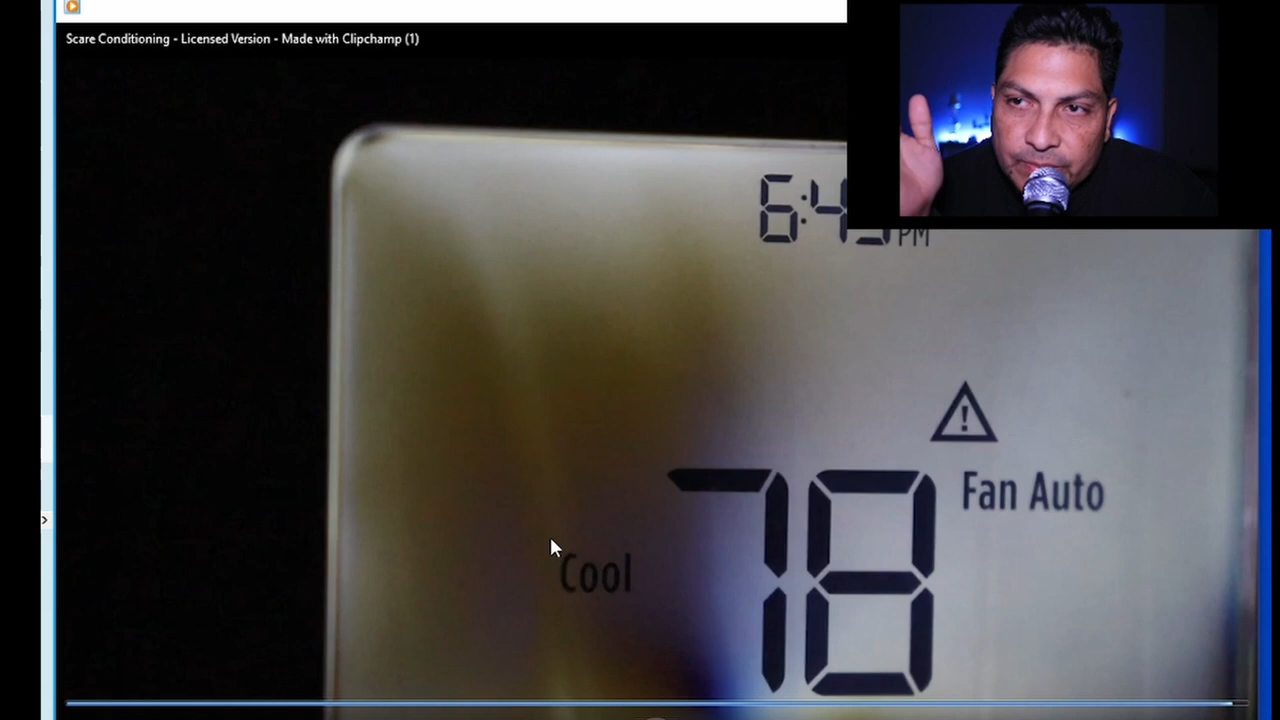 Scare Conditioning - Licensed Version - Made with Clipchamp (1)
PM
Fan Auto
78
Cool